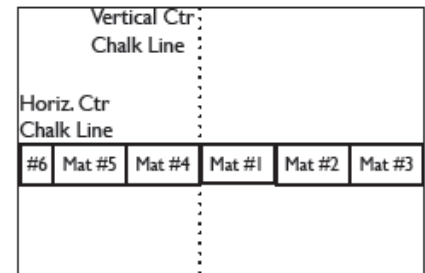 Vertical Ctr
Chalk Line
Horiz. Ctr
Chalk Line
#6 Mat #5 Mat #4 Mat #1 Mat #2 Mat #3